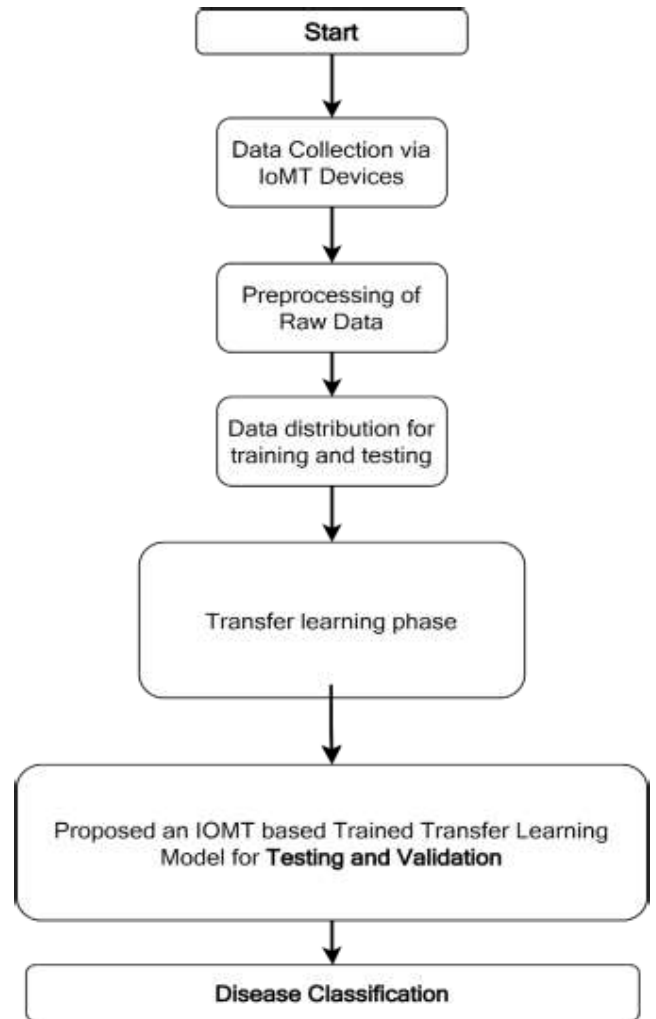 Start
Data Collection via
IoMT Devices
Preprocessing of
Raw Data
Data distribution for
training and testing
Transfer learning phase
Proposed an IOMT based Trained Transfer Learning
Model for Testing and Validation
Disease Classification